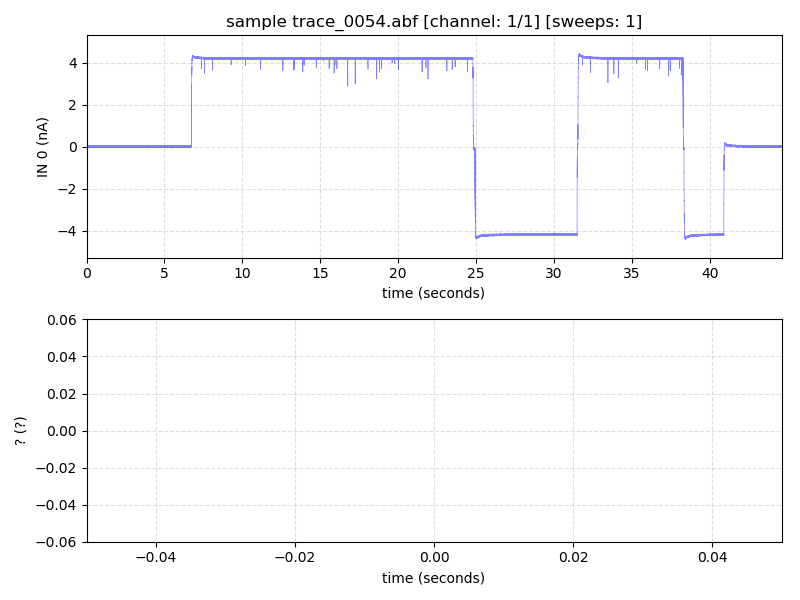 sample trace_0054.abf [channel: 1/1] [sweeps: 1]
IN 0 (nA)
4
2
0
−2
−4
0 5 10 15 20 25 30 35 40
time (seconds)
? (?)
0.06
0.04
0.02
0.00
−0.02
−0.04
−0.06
−0.04 −0.02 0.00 0.02 0.04
time (seconds)